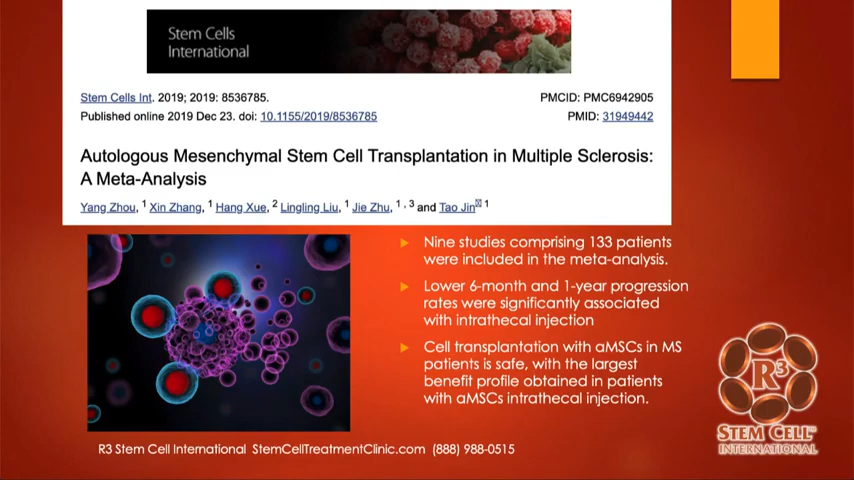 Stem Cells
International
Stem Cells Int. 2019; 2019: 8536785.
PMCID: PMC6942905
Published online 2019 Dec 23. doi: 10.1155/2019/8536785
PMID: 31949442
Autologous Mesenchymal Stem Cell Transplantation in Multiple Sclerosis:
A Meta-Analysis
Yang Zhou, 1 Xin Zhang, 1 Hang Xue, 2 Lingling Liu, 1 Jie Zhu, 1 , 3 and Tao Jin 1
Nine studies comprising 133 patients
were included in the meta-analysis.
Lower 6-month and 1-year progression
rates were significantly associated
with intrathecal injection
Cell transplantation with aMSCs in MS
patients is safe, with the largest
benefit profile obtained in patients
with aMSCs intrathecal injection.
R3
STEM CELL
INTERNATIONAL
R3 Stem Cell International StemCellTreatmentClinic.com (888) 988-0515